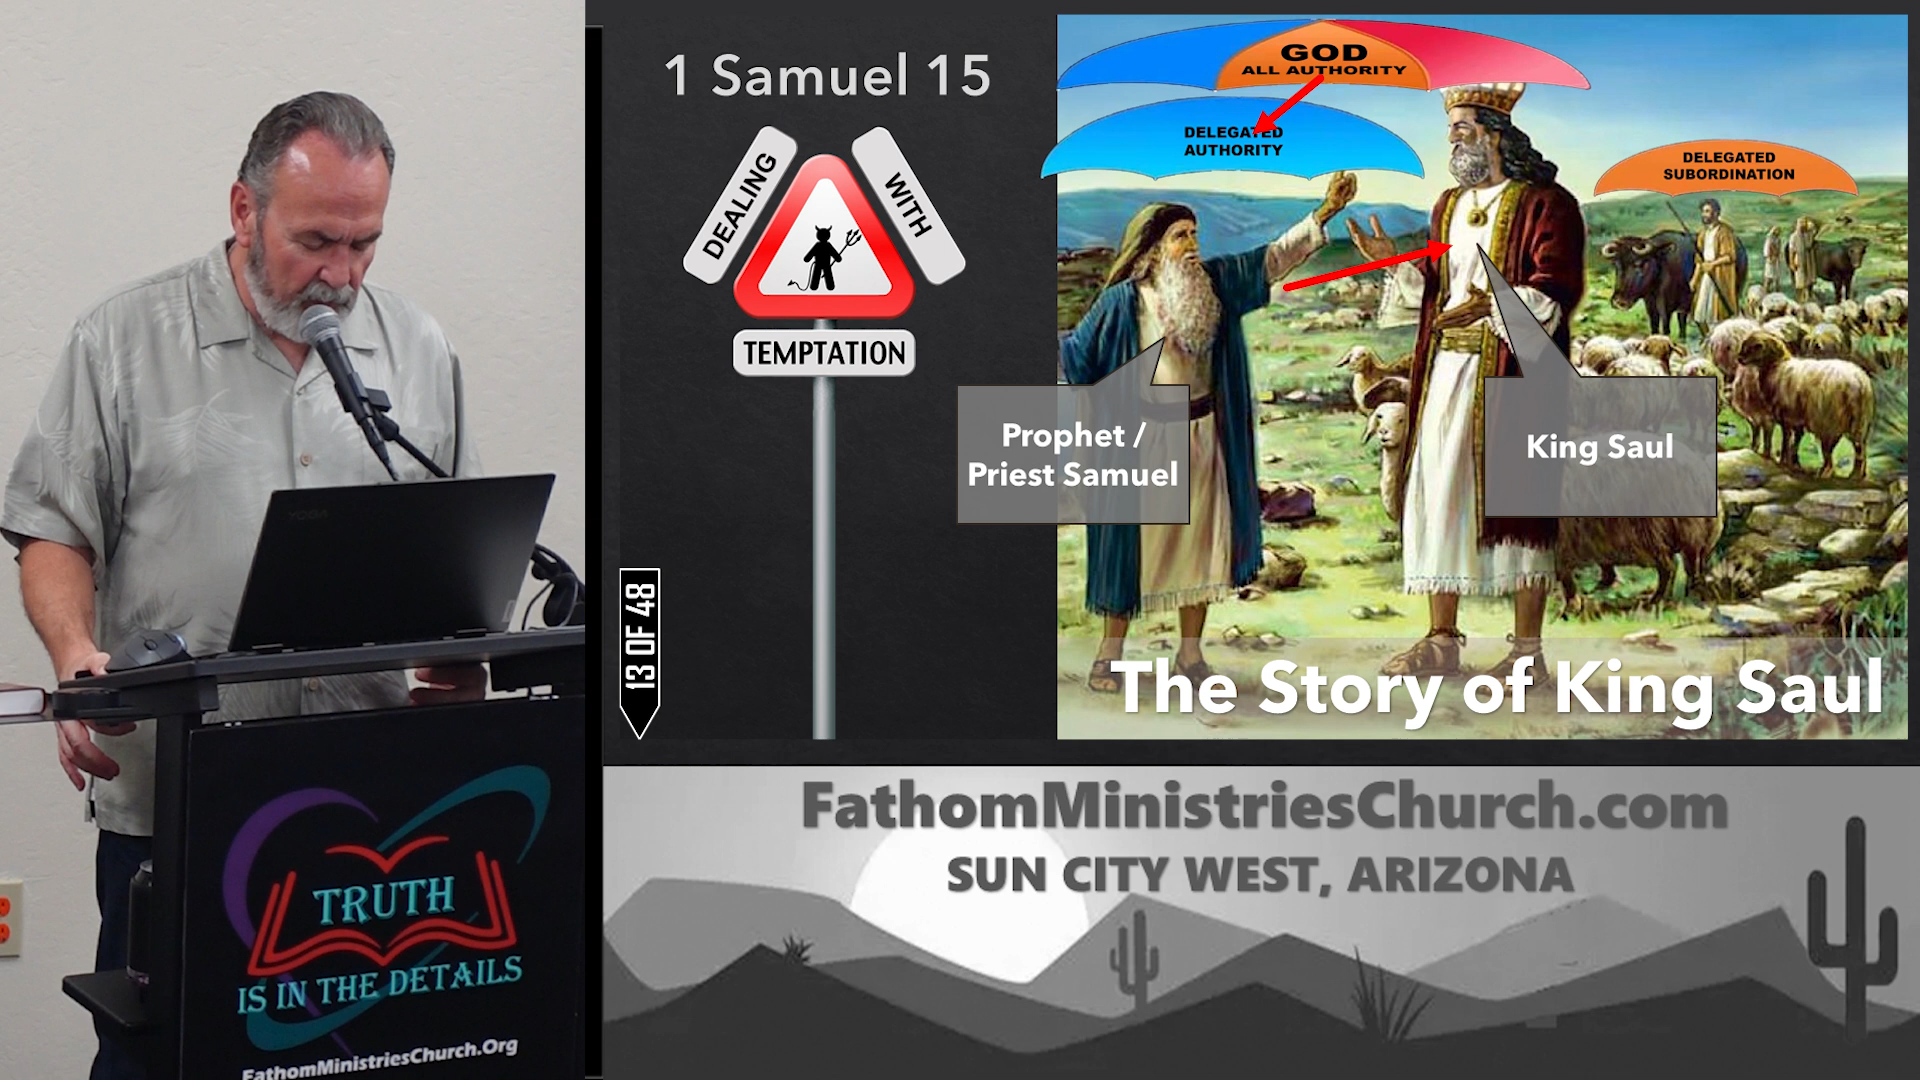 1 Samuel 15
DEALING
WITH
TEMPTATION
13 OF 48
GOD
ALL AUTHORITY
DELEGATED
AUTHORITY
DELEGATED
SUBORDINATION
Prophet /
Priest Samuel
King Saul
The Story of King Saul
FathomMinistriesChurch.com
SUN CITY WEST, ARIZONA
YOGA
TRUTH
IS IN THE DETAILS
FathomMinistriesChurch.Org